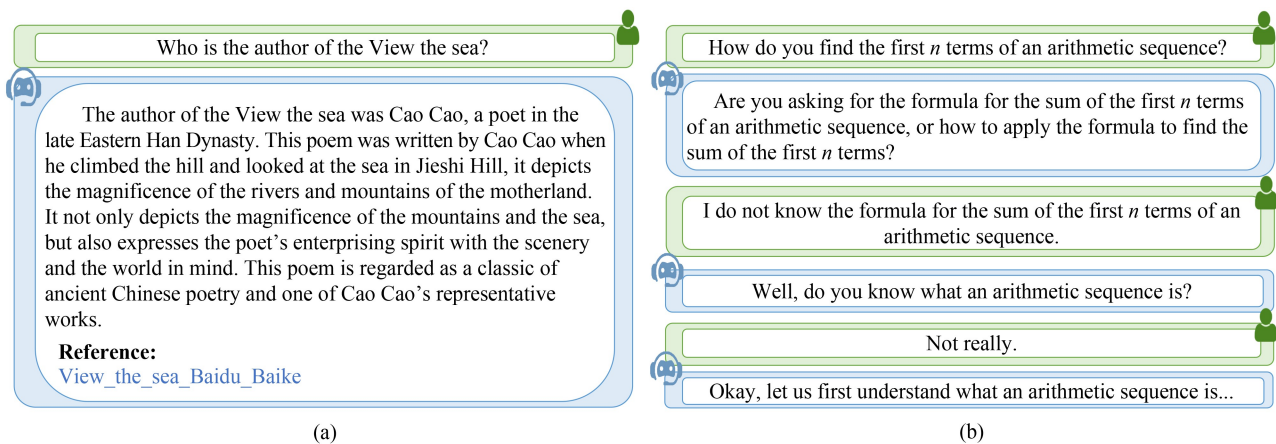 Who is the author of the View the sea?
The author of the View the sea was Cao Cao, a poet in the
late Eastern Han Dynasty. This poem was written by Cao Cao when
he climbed the hill and looked at the sea in Jieshi Hill, it depicts
the magnificence of the rivers and mountains of the motherland.
It not only depicts the magnificence of the mountains and the sea,
but also expresses the poet's enterprising spirit with the scenery
and the world in mind. This poem is regarded as a classic of
ancient Chinese poetry and one of Cao Cao's representative
works.
Reference:
View_the_sea_Baidu_Baike
(a)
How do you find the first n terms of an arithmetic sequence?
Are you asking for the formula for the sum of the first n terms
of an arithmetic sequence, or how to apply the formula to find the
sum of the first n terms?
I do not know the formula for the sum of the first n terms of an
arithmetic sequence.
Well, do you know what an arithmetic sequence is?
Not really.
Okay, let us first understand what an arithmetic sequence is...
(b)